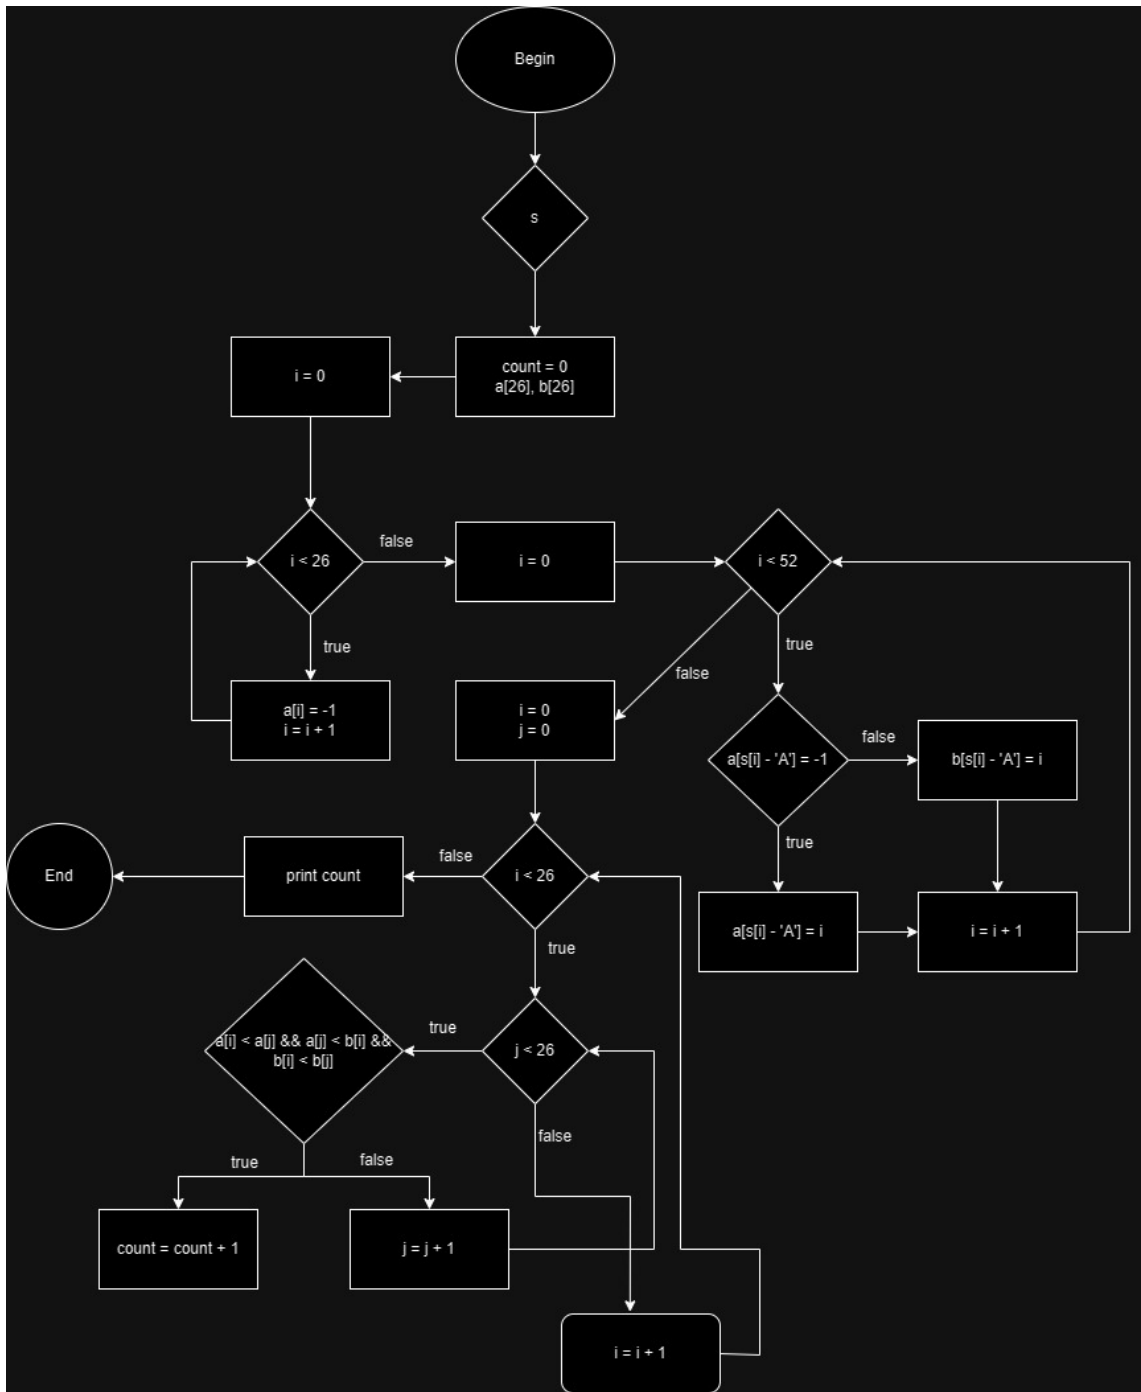 Begin
s
count = 0
a[26], b[26]
i = 0
i < 26
false
i = 0
i < 52
true
a[i] = -1
i = i + 1
false
i = 0
j = 0
true
a[s[i] - 'A'] = -1
false
b[s[i] - 'A'] = i
true
a[s[i] - 'A'] = i
i = i + 1
i < 26
false
print count
End
true
j < 26
true
a[i] < a[j] && a[j] < b[i] &&
b[i] < b[j]
false
true
false
count = count + 1
j = j + 1
i = i + 1